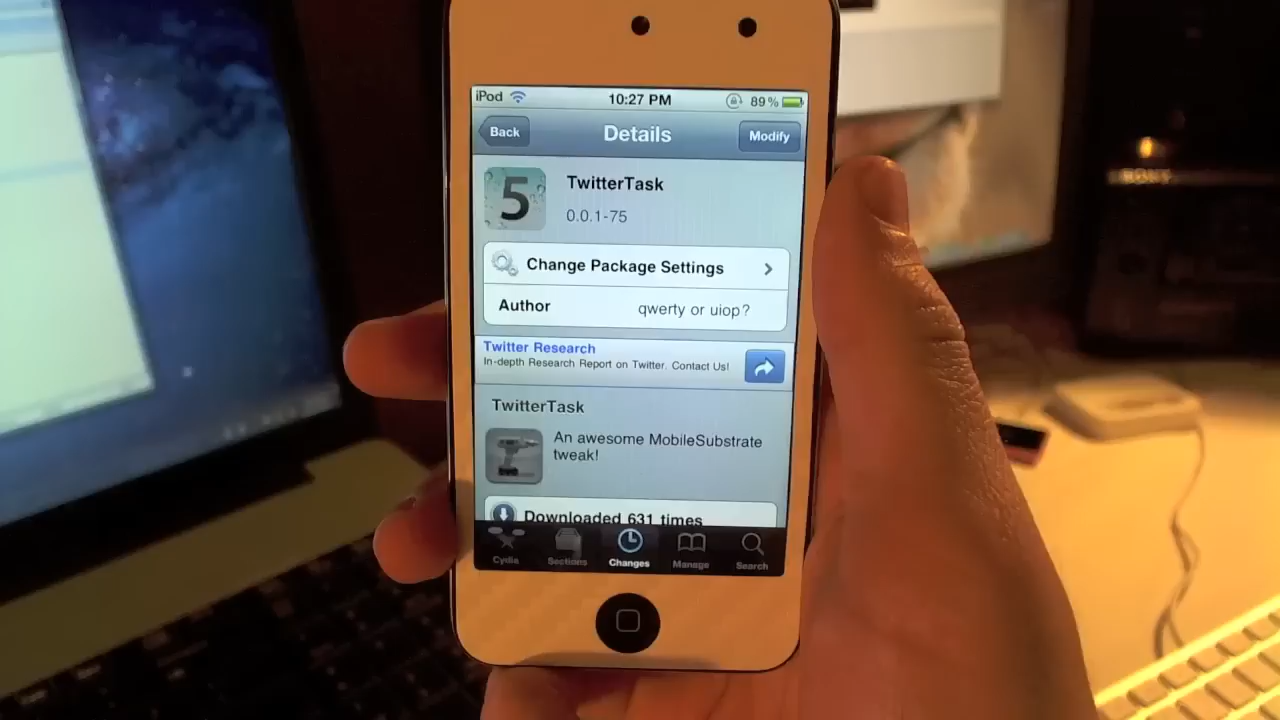 iPod 10:27 PM 89%
Back Details Modify
5
TwitterTask
0.0.1-75
Change Package Settings
Author qwerty or uiop?
Twitter Research
In-depth Research Report on Twitter. Contact Us!
TwitterTask
An awesome MobileSubstrate
tweak!
Downloaded 631 times
Cydia Sections Changes Manage Search
SONY